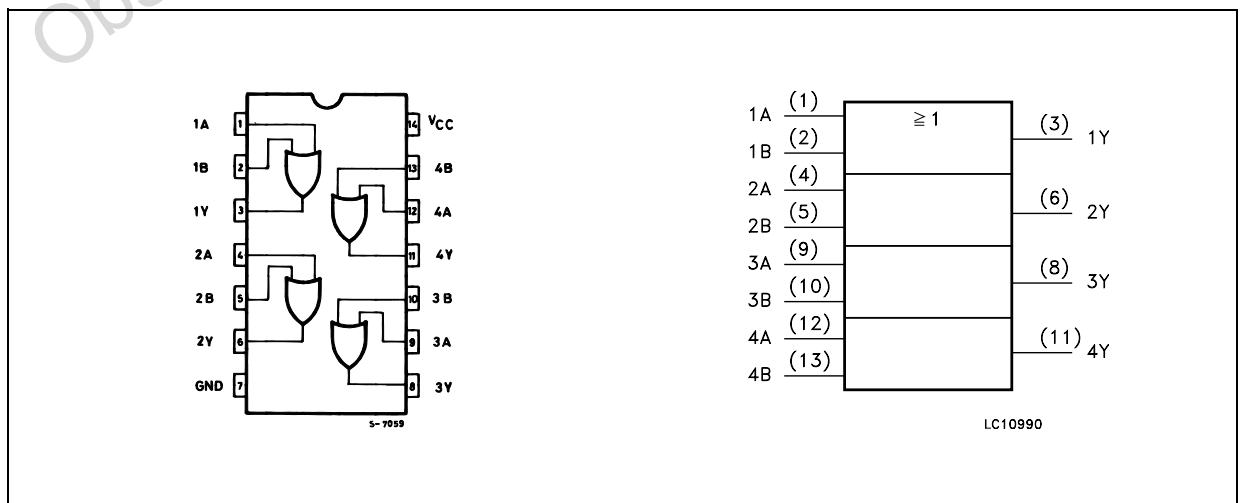 1A 1 14 VCC
1B 2 13 4B
1Y 3 12 4A
2A 4 11 4Y
2B 5 10 3B
2Y 6 9 3A
GND 7 8 3Y
S-7059
≧ 1
1A (1)
1B (2)
2A (4)
2B (5)
3A (9)
3B (10)
4A (12)
4B (13)
(3) 1Y
(6) 2Y
(8) 3Y
(11) 4Y
LC10990